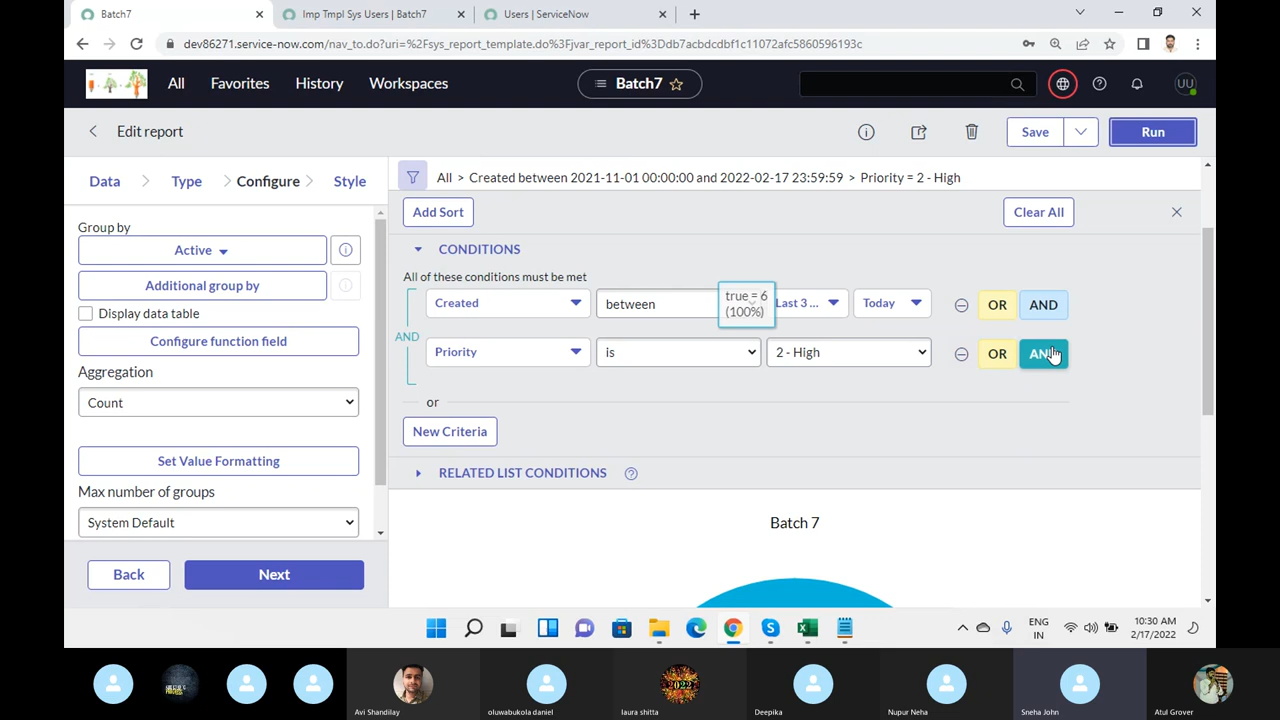 Batch7
Imp Tmpl Sys Users | Batch7
Users | ServiceNow
dev86271.service-now.com/nav_to.do?uri=%2Fsys_report_template.do%3Fjvar_report_id%3Ddb7acbdcdbf1c11072afc5860596193c
All
Favorites
History
Workspaces
Batch7
UU
Edit report
Save
Run
Data
Type
Configure
Style
All > Created between 2021-11-01 00:00:00 and 2022-02-17 23:59:59 > Priority = 2 - High
Add Sort
Clear All
Group by
Active
Additional group by
Display data table
Configure function field
Aggregation
Count
Set Value Formatting
Max number of groups
System Default
Back
Next
CONDITIONS
All of these conditions must be met
Created
between
true = 6
(100%)
Last 3 ...
Today
OR
AND
AND
Priority
is
2 - High
OR
AND
or
New Criteria
RELATED LIST CONDITIONS
Batch 7
ENG
IN
10:30 AM
2/17/2022
2022
Avi Shandilay
oluwabukola daniel
laura shitta
Deepika
Nupur Neha
Sneha John
Atul Grover